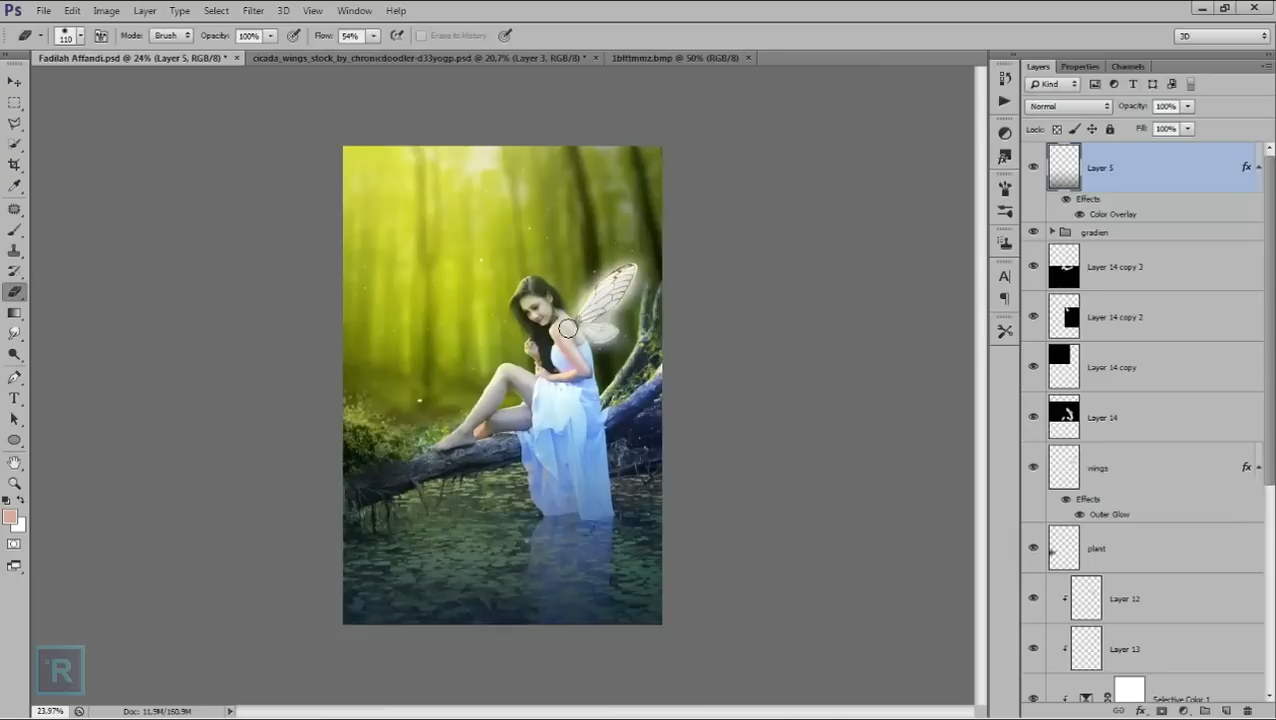 Ps File Edit Image Layer Type Select Filter 3D View Window Help
110 Mode: Brush Opacity: 100% Flow: 54% Erase to History 3D
Fadilah Affandi.psd @ 24% (Layer 5, RGB/8) * × cicada_wings_stock_by_chronicdoodler-d33yogp.psd @ 20,7% (Layer 3, RGB/8) * × 1blttmmz.bmp @ 50% (RGB/8) ×
Layers Properties Channels
Kind
Normal Opacity: 100%
Lock: Fill: 100%
Layer 5 fx
Effects
Color Overlay
gradien
Layer 14 copy 3
Layer 14 copy 2
Layer 14 copy
Layer 14
wings fx
Effects
Outer Glow
plant
Layer 12
Layer 13
Selective Color 1
R
23,97% Doc: 11,9M/160,9M